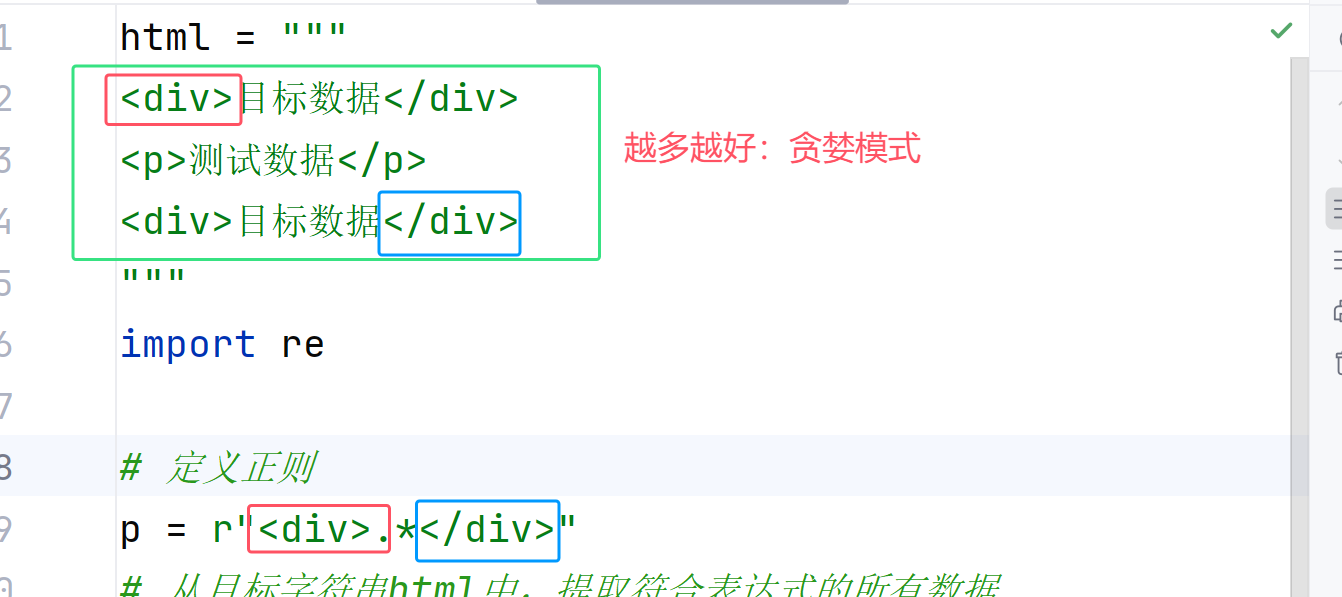 1 html = """
2 <div>目标数据</div>
3 <p>测试数据</p>
越多越好：贪婪模式
4 <div>目标数据</div>
5 """
6 import re
7
8 # 定义正则
9 p = r"<div>.*</div>"
# 从目标字符串html中，提取符合表达式的所有数据